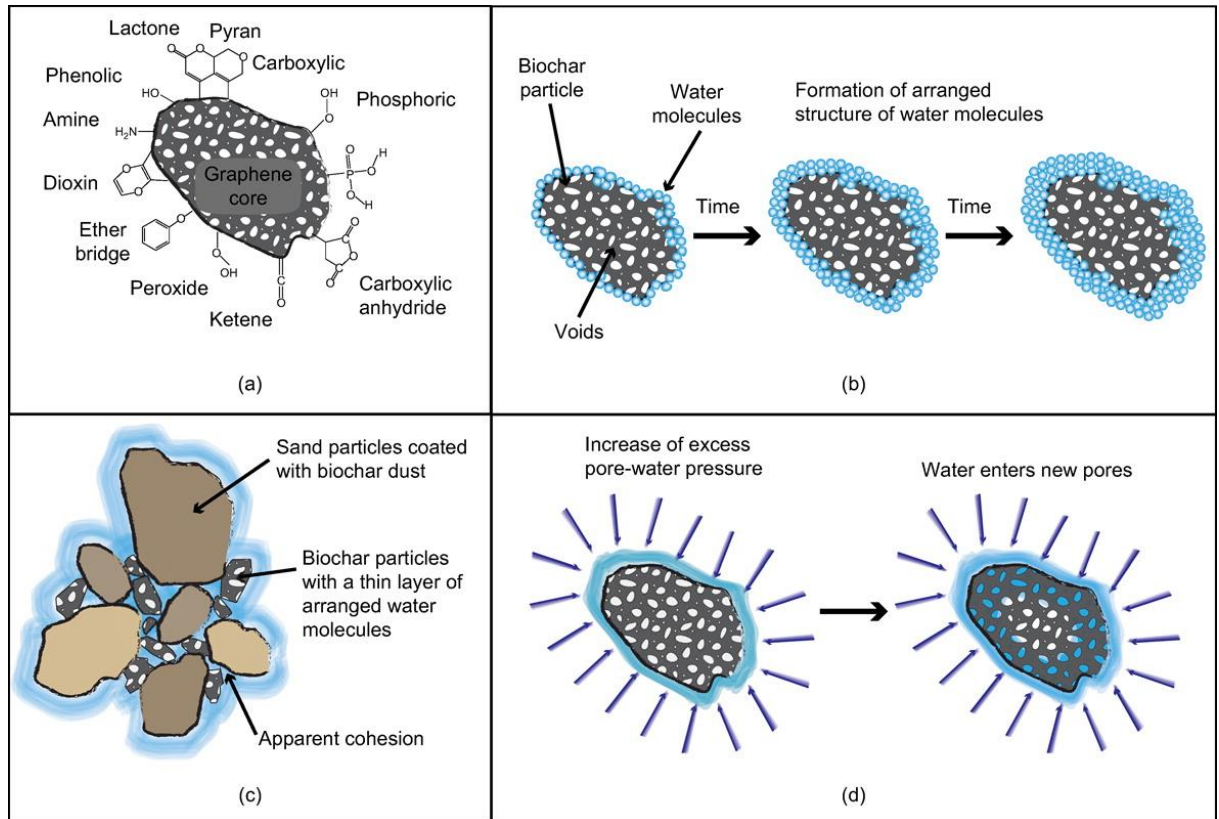 Lactone
Pyran
Carboxylic
Phenolic
Phosphoric
Amine
Dioxin
Ether
bridge
Peroxide
Ketene
Carboxylic
anhydride
Graphene
core
O
O
O
HO
OH
O
H2N
O
O
O
P
O
H
O
H
O
O
OH
C
O
O
O
O
(a)
Biochar
particle
Water
molecules
Formation of arranged
structure of water molecules
Time
Time
Voids
(b)
Sand particles coated
with biochar dust
Biochar particles
with a thin layer of
arranged water
molecules
Apparent cohesion
(c)
Increase of excess
pore-water pressure
Water enters new pores
(d)